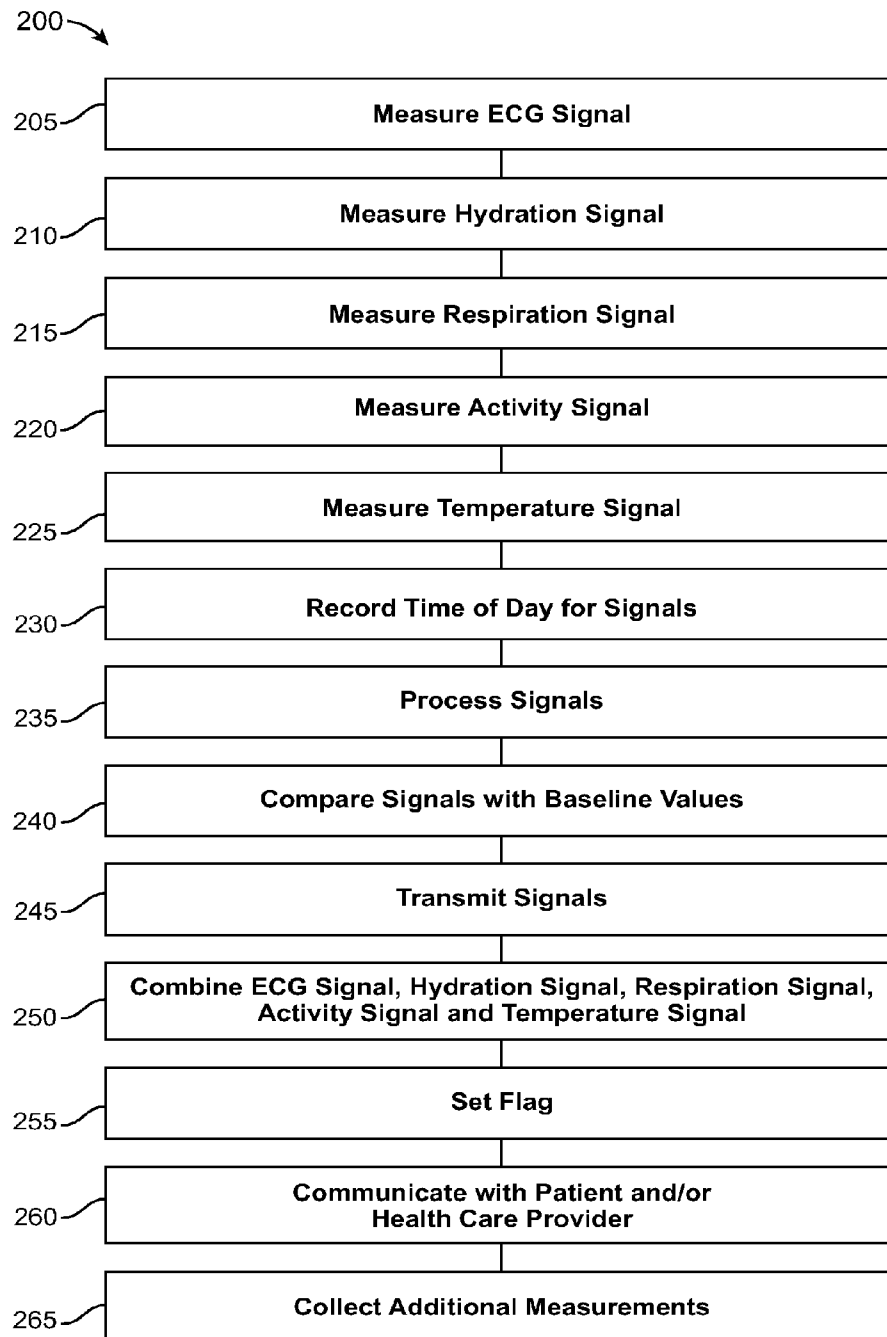 200
205
Measure ECG Signal
210
Measure Hydration Signal
215
Measure Respiration Signal
220
Measure Activity Signal
225
Measure Temperature Signal
230
Record Time of Day for Signals
235
Process Signals
240
Compare Signals with Baseline Values
245
Transmit Signals
250
Combine ECG Signal, Hydration Signal, Respiration Signal,
Activity Signal and Temperature Signal
255
Set Flag
260
Communicate with Patient and/or
Health Care Provider
265
Collect Additional Measurements